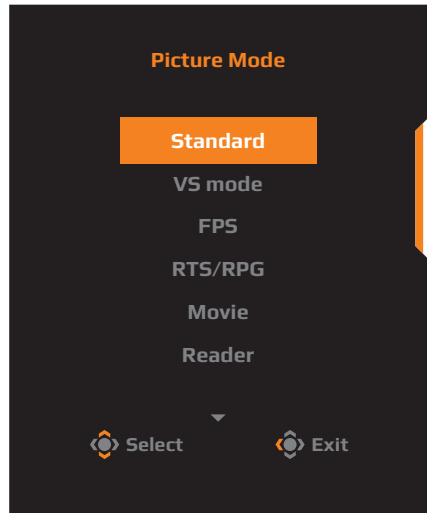 Picture Mode
Standard
VS mode
FPS
RTS/RPG
Movie
Reader
Select Exit